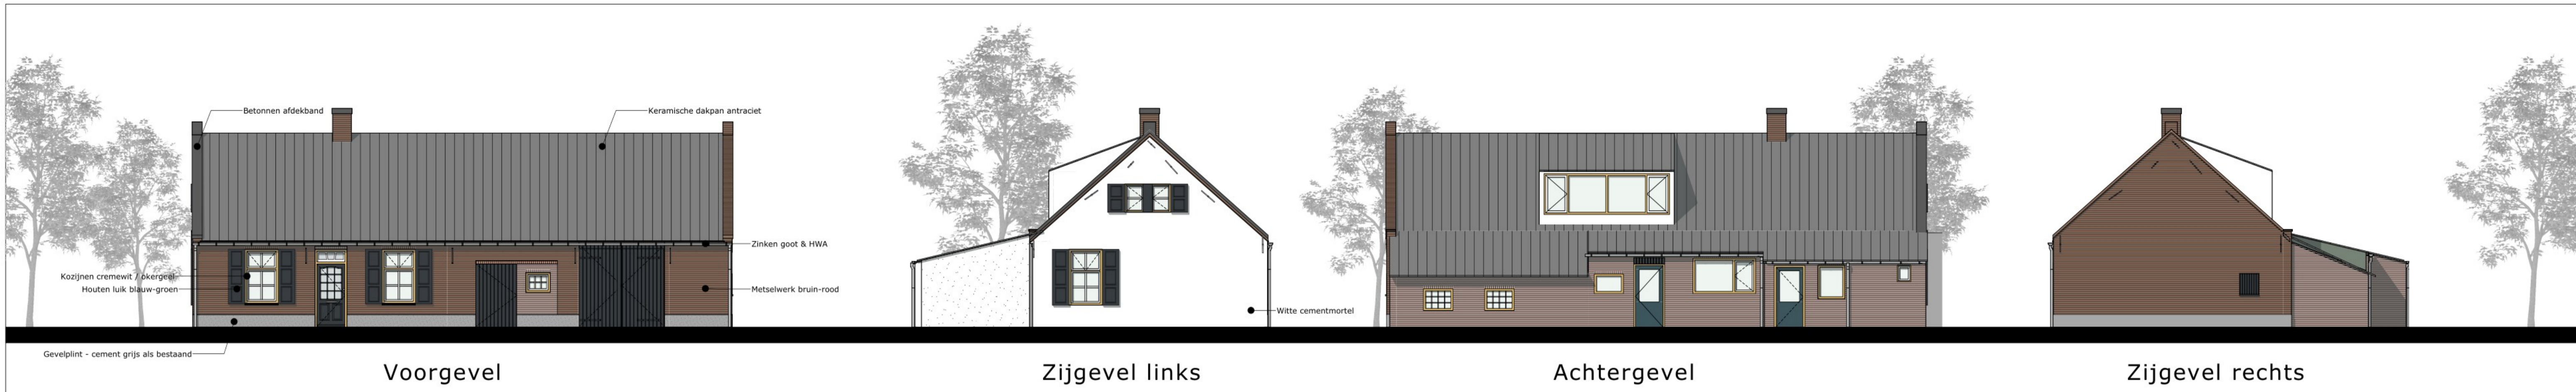 Betonnen afdekband
Keramische dakpan antraciet
Zinken goot & HWA
Kozijnen cremewit / okergeel
Houten luik blauw-groen
Metselwerk bruin-rood
Witte cementmortel
Gevelplint - cement grijs als bestaand
Voorgevel
Zijgevel links
Achtergevel
Zijgevel rechts